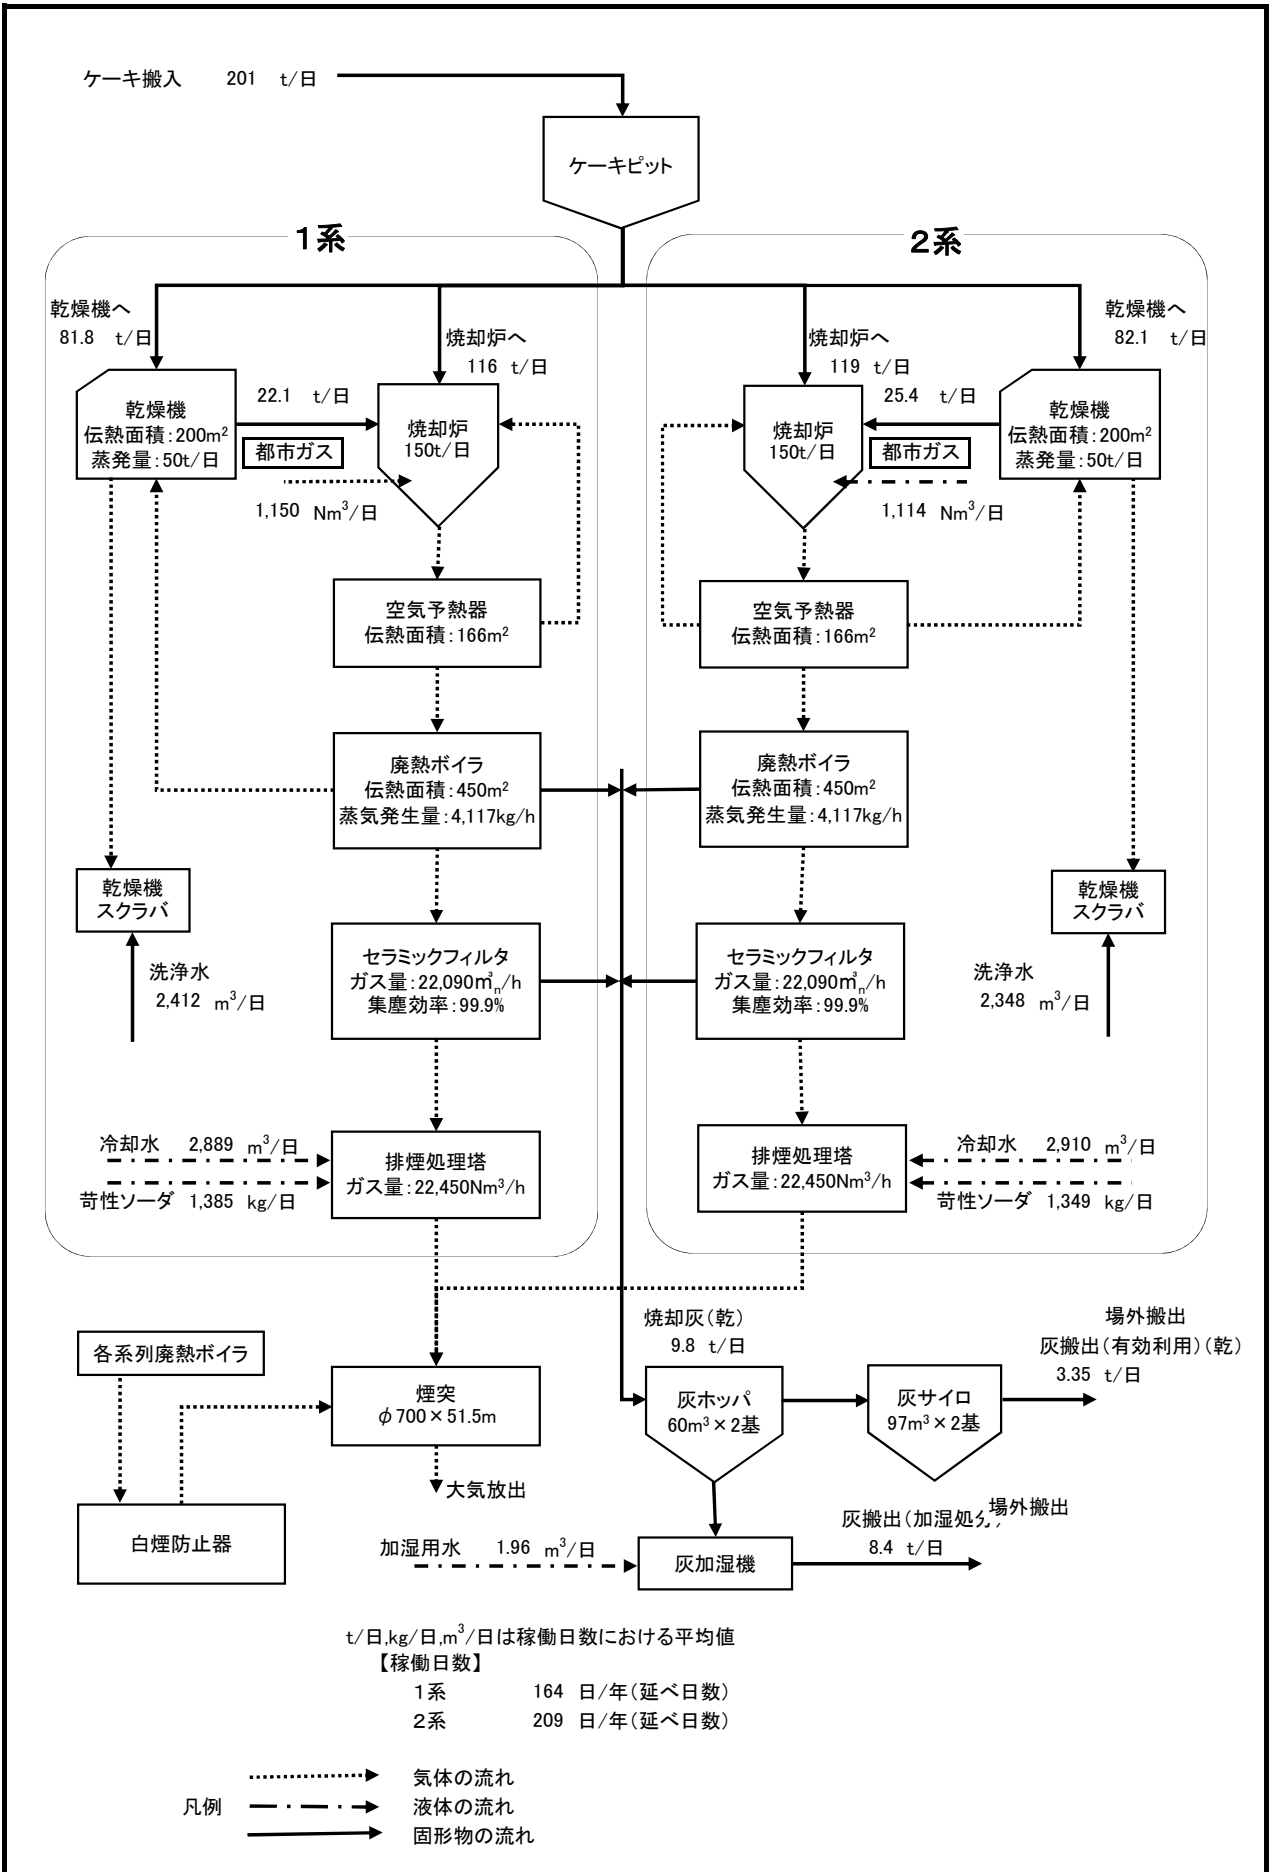 ケーキ搬入 201 t/日
ケーキピット
1系
2系
乾燥機へ
81.8 t/日
焼却炉へ
116 t/日
焼却炉へ
119 t/日
乾燥機へ
82.1 t/日
乾燥機
伝熱面積:200m²
蒸発量:50t/日
22.1 t/日
都市ガス
1,150 Nm³/日
焼却炉
150t/日
焼却炉
150t/日
25.4 t/日
都市ガス
1,114 Nm³/日
乾燥機
伝熱面積:200m²
蒸発量:50t/日
空気予熱器
伝熱面積:166m²
空気予熱器
伝熱面積:166m²
廃熱ボイラ
伝熱面積:450m²
蒸気発生量:4,117kg/h
廃熱ボイラ
伝熱面積:450m²
蒸気発生量:4,117kg/h
乾燥機
スクラバ
乾燥機
スクラバ
洗浄水
2,412 m³/日
セラミックフィルタ
ガス量:22,090㎥ₙ/h
集塵効率:99.9%
セラミックフィルタ
ガス量:22,090㎥ₙ/h
集塵効率:99.9%
洗浄水
2,348 m³/日
冷却水 2,889 m³/日
苛性ソーダ 1,385 kg/日
排煙処理塔
ガス量:22,450Nm³/h
排煙処理塔
ガス量:22,450Nm³/h
冷却水 2,910 m³/日
苛性ソーダ 1,349 kg/日
焼却灰(乾)
9.8 t/日
場外搬出
灰搬出(有効利用)(乾)
3.35 t/日
各系列廃熱ボイラ
煙突
φ700×51.5m
灰ホッパ
60m³×2基
灰サイロ
97m³×2基
大気放出
白煙防止器
加湿用水 1.96 m³/日
灰加湿機
灰搬出(加湿処分)
場外搬出
8.4 t/日
t/日,kg/日,m³/日は稼働日数における平均値
【稼働日数】
1系 164 日/年(延べ日数)
2系 209 日/年(延べ日数)
凡例
気体の流れ
液体の流れ
固形物の流れ